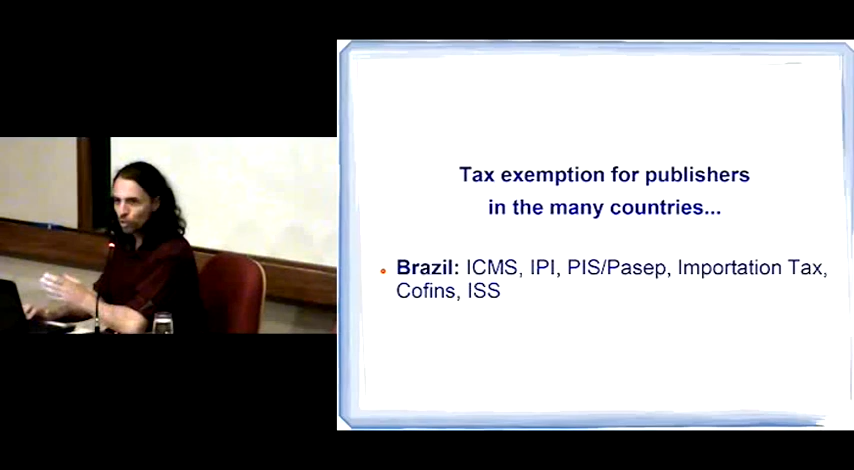 Tax exemption for publishers
in the many countries...
Brazil: ICMS, IPI, PIS/Pasep, Importation Tax,
Cofins, ISS